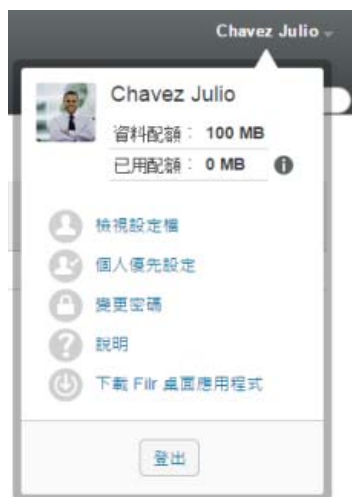 Chavez Julio
Chavez Julio
資料配額： 100 MB
已用配額： 0 MB
檢視設定檔
個人優先設定
變更密碼
說明
下載 Filr 桌面應用程式
登出